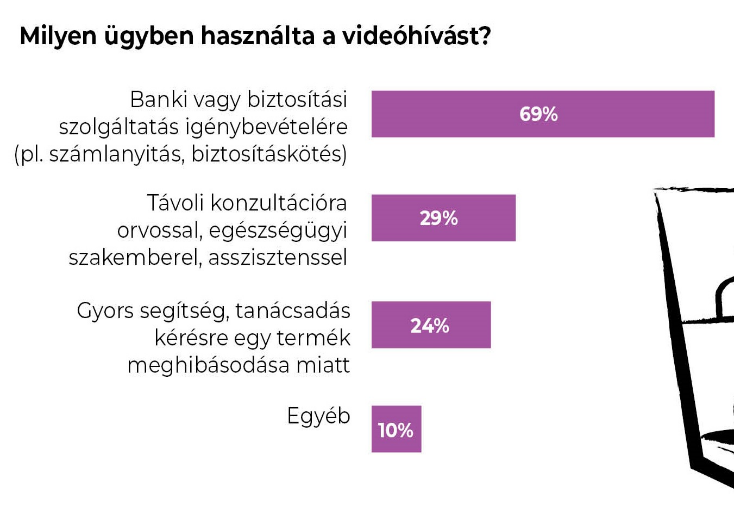 Milyen ügyben használta a videóhívást?
Banki vagy biztosítási
szolgáltatás igénybevételére
(pl. számlanyitás, biztosításkötés)
69%
Távoli konzultációra
orvossal, egészségügyi
szakemberel, asszisztenssel
29%
Gyors segítség, tanácsadás
kérésre egy termék
meghibásodása miatt
24%
Egyéb
10%